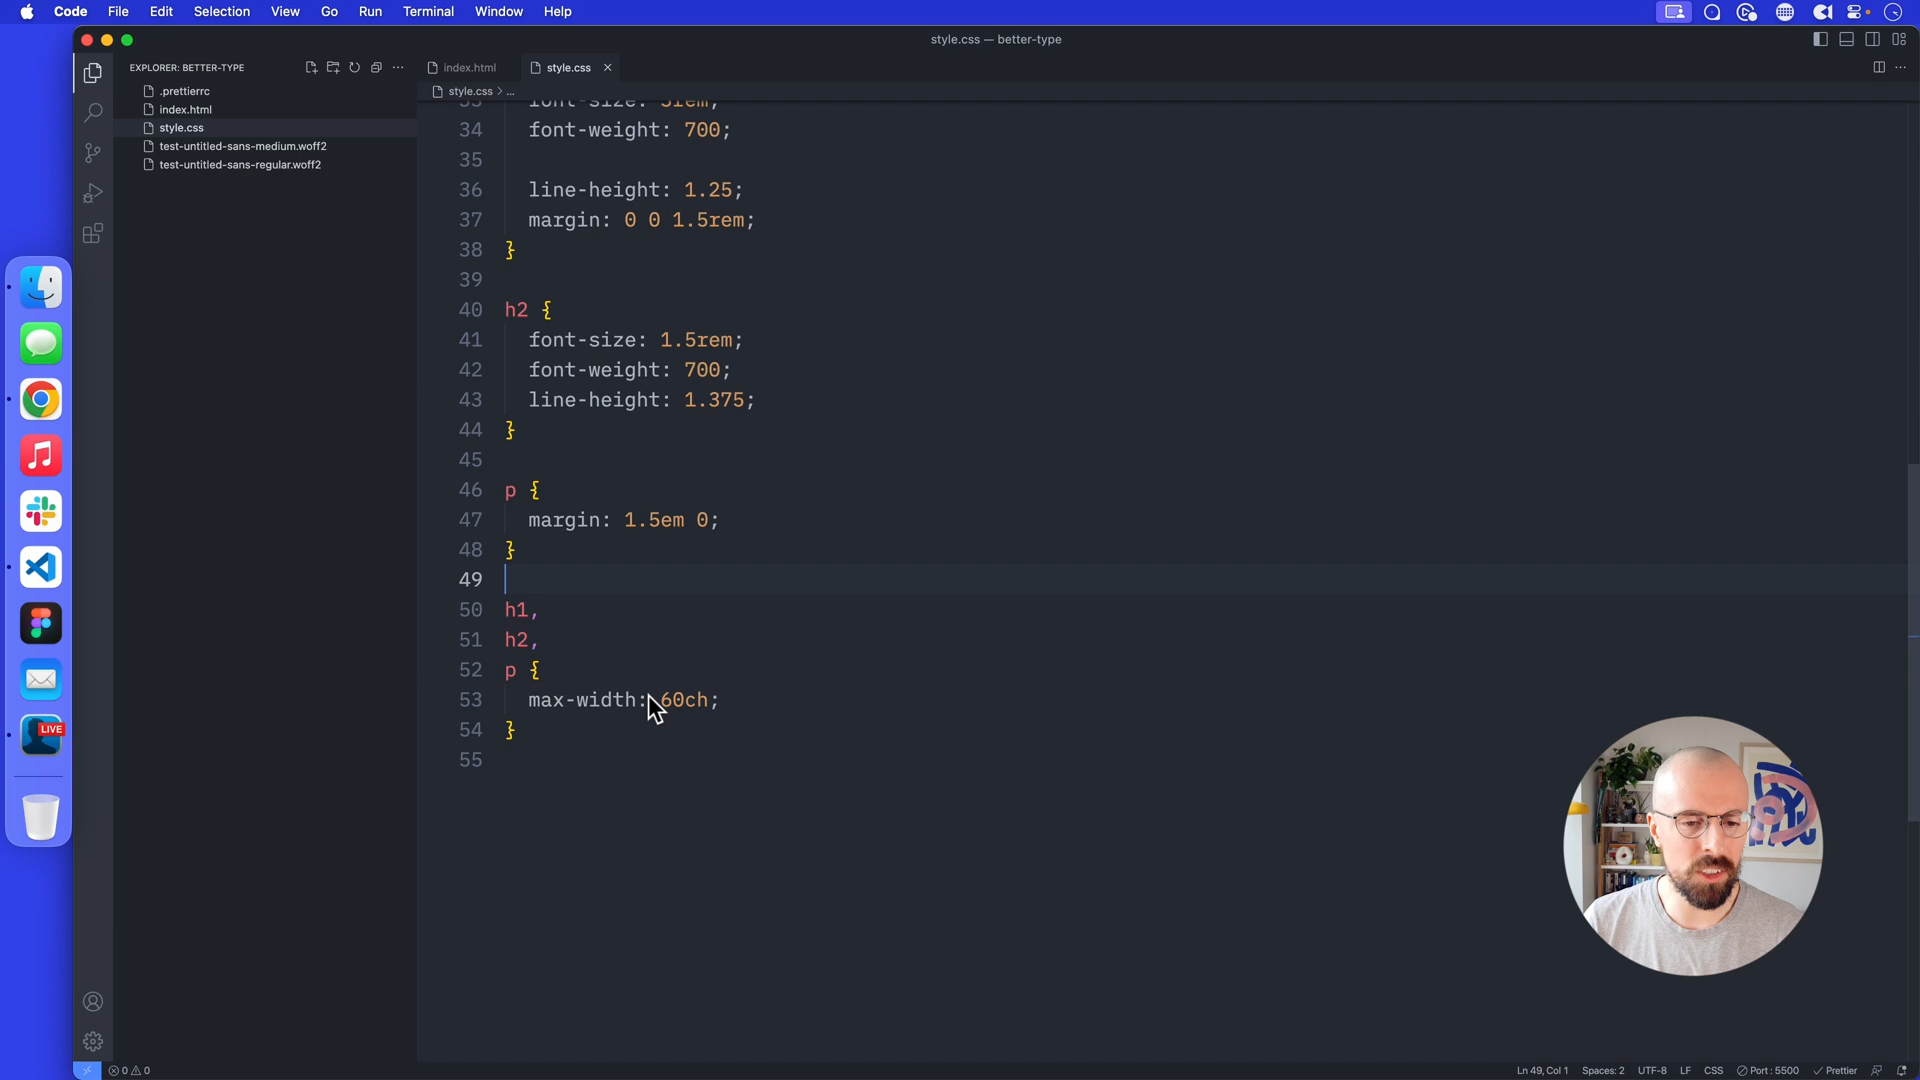 Code File Edit Selection View Go Run Terminal Window Help
style.css — better-type
EXPLORER: BETTER-TYPE
.prettierrc
index.html
style.css
test-untitled-sans-medium.woff2
test-untitled-sans-regular.woff2
index.html style.css
style.css > ...
34 font-weight: 700;
35
36 line-height: 1.25;
37 margin: 0 0 1.5rem;
38 }
39
40 h2 {
41 font-size: 1.5rem;
42 font-weight: 700;
43 line-height: 1.375;
44 }
45
46 p {
47 margin: 1.5em 0;
48 }
49
50 h1,
51 h2,
52 p {
53 max-width: 60ch;
54 }
55
LIVE
0 0
Ln 49, Col 1 Spaces: 2 UTF-8 LF CSS Port : 5500 Prettier